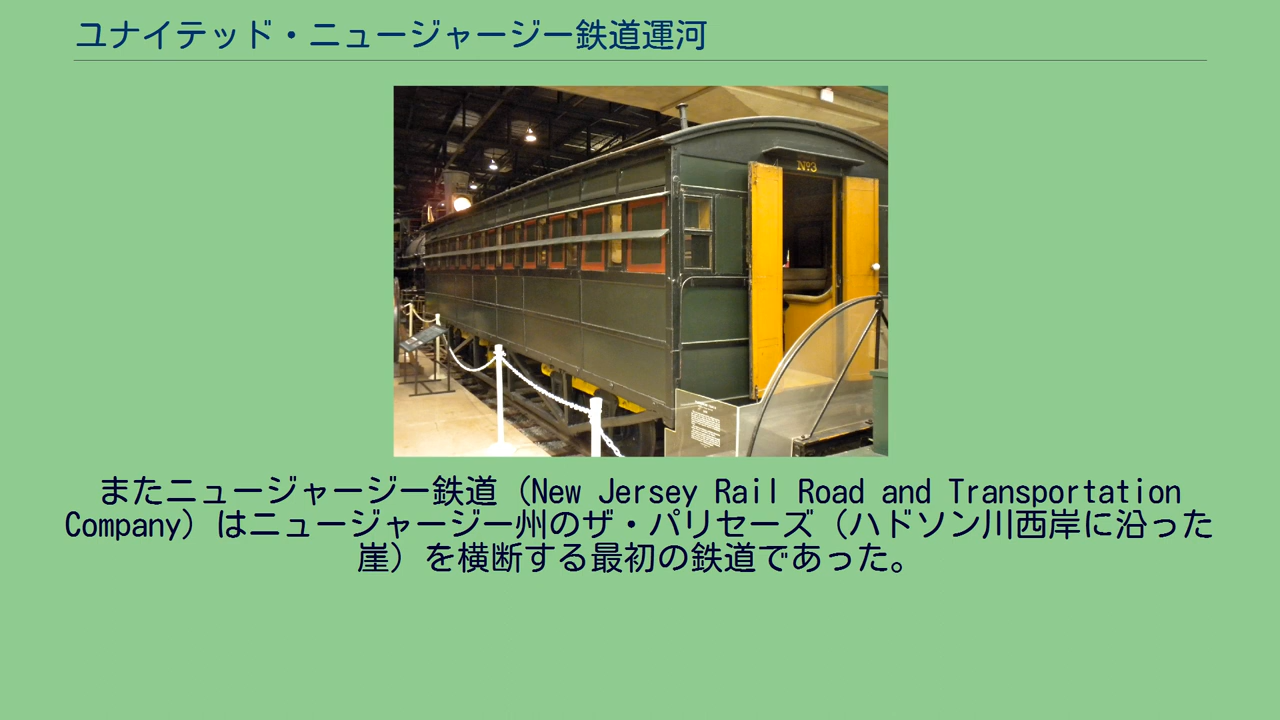 ユナイテッド・ニュージャージー鉄道運河
Nº3
またニュージャージー鉄道（New Jersey Rail Road and Transportation
Company）はニュージャージー州のザ・パリセーズ（ハドソン川西岸に沿った
崖）を横断する最初の鉄道であった。